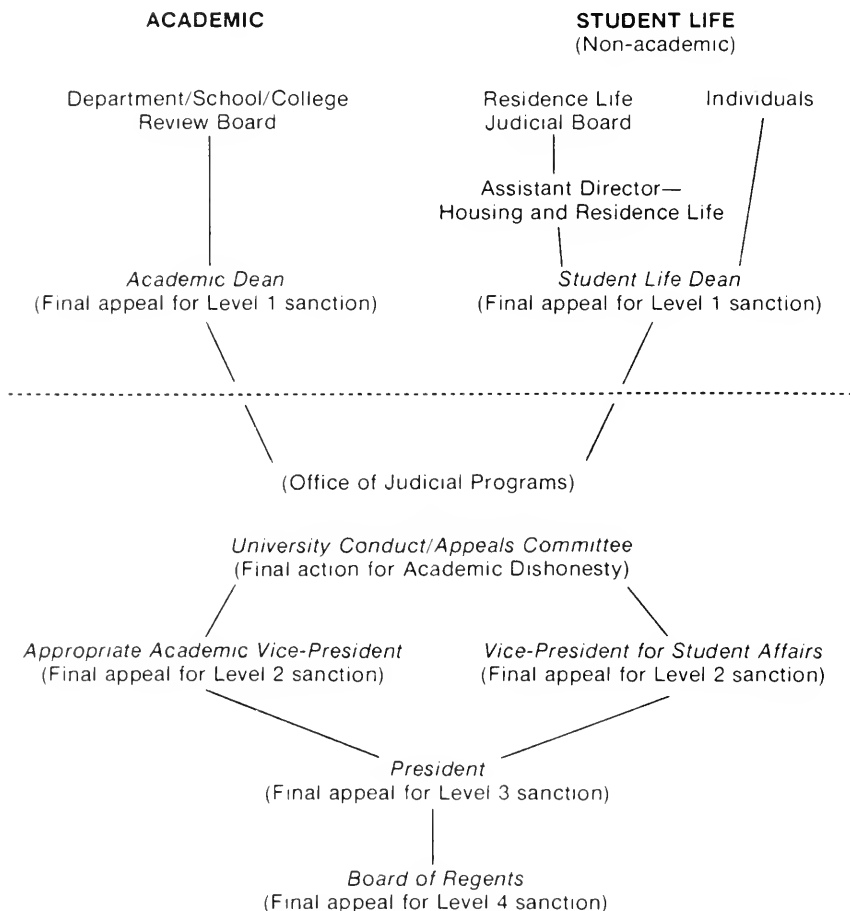 ACADEMIC
Department/School/College
Review Board
Academic Dean
(Final appeal for Level 1 sanction)
STUDENT LIFE
(Non-academic)
Residence Life
Judicial Board
Individuals
Assistant Director—
Housing and Residence Life
Student Life Dean
(Final appeal for Level 1 sanction)
(Office of Judicial Programs)
University Conduct/Appeals Committee
(Final action for Academic Dishonesty)
Appropriate Academic Vice-President
(Final appeal for Level 2 sanction)
Vice-President for Student Affairs
(Final appeal for Level 2 sanction)
President
(Final appeal for Level 3 sanction)
Board of Regents
(Final appeal for Level 4 sanction)